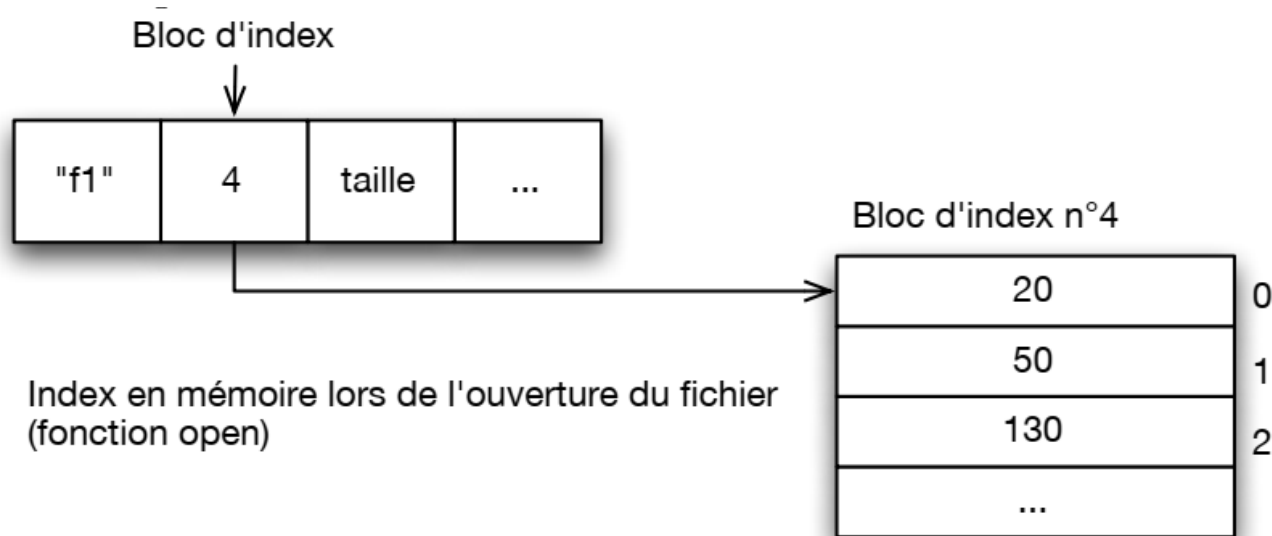 Bloc d'index
"f1" 4 taille ...
Bloc d'index n°4
20 0
50 1
130 2
...
Index en mémoire lors de l'ouverture du fichier
(fonction open)